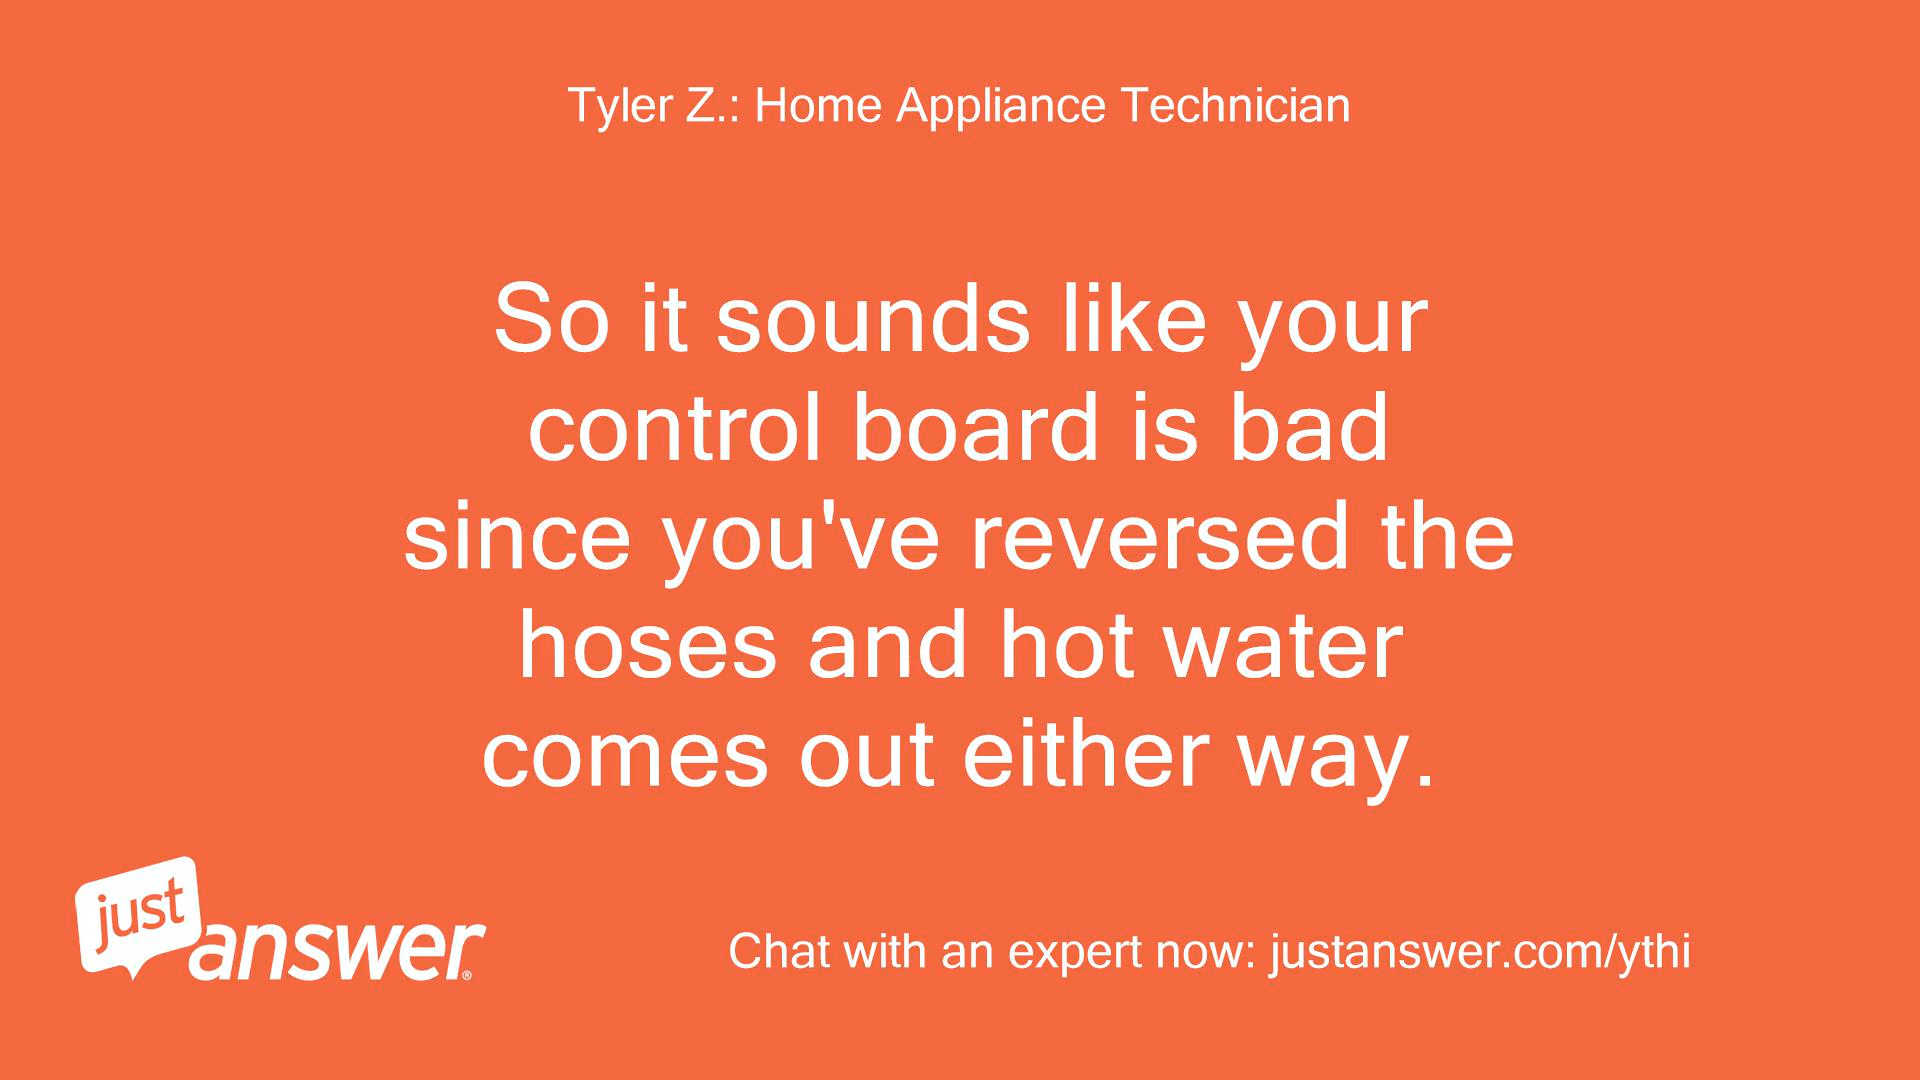 Tyler Z.: Home Appliance Technician
So it sounds like your
control board is bad
since you've reversed the
hoses and hot water
comes out either way.
just
answer®
Chat with an expert now: justanswer.com/ythi